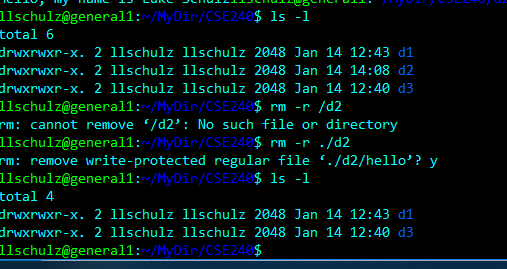 Hello, my name is Luke Schulzllschulz@general1:~/MyDir/CSE240/d2
llschulz@general1:~/MyDir/CSE240$ ls -l
total 6
drwxrwxr-x. 2 llschulz llschulz 2048 Jan 14 12:43 d1
drwxrwxr-x. 2 llschulz llschulz 2048 Jan 14 14:08 d2
drwxrwxr-x. 2 llschulz llschulz 2048 Jan 14 12:40 d3
llschulz@general1:~/MyDir/CSE240$ rm -r /d2
rm: cannot remove ‘/d2’: No such file or directory
llschulz@general1:~/MyDir/CSE240$ rm -r ./d2
rm: remove write-protected regular file ‘./d2/hello’? y
llschulz@general1:~/MyDir/CSE240$ ls -l
total 4
drwxrwxr-x. 2 llschulz llschulz 2048 Jan 14 12:43 d1
drwxrwxr-x. 2 llschulz llschulz 2048 Jan 14 12:40 d3
llschulz@general1:~/MyDir/CSE240$